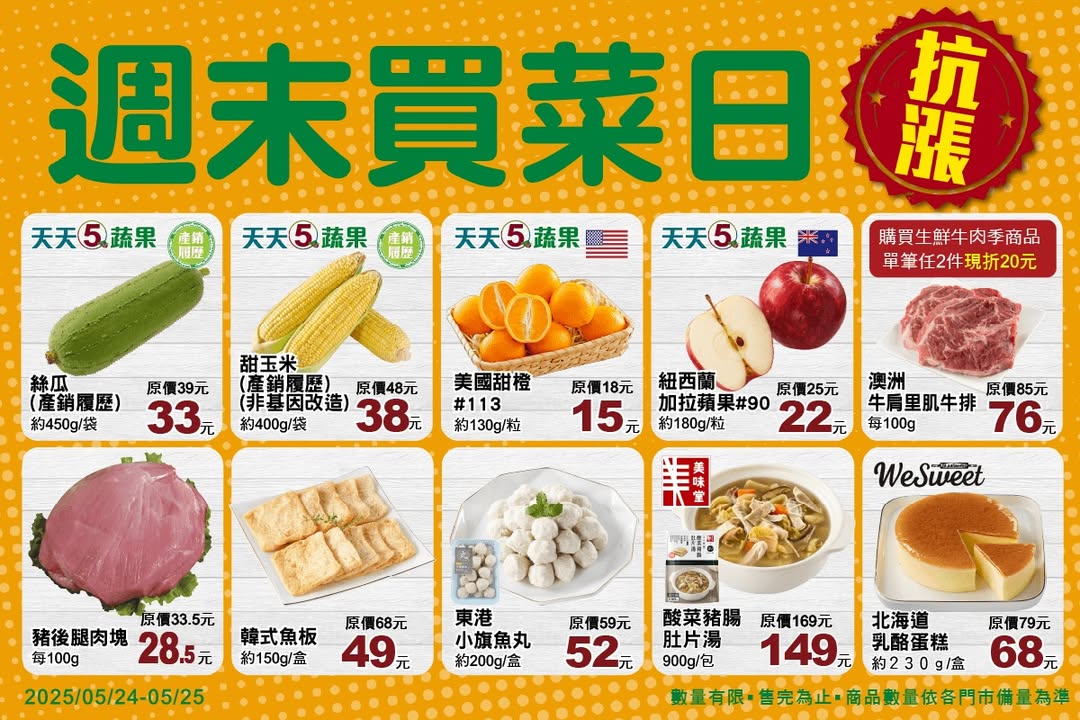 週末買菜日
抗漲
天天5蔬果
產銷履歷
絲瓜
(產銷履歷)
約450g/袋
原價39元
33元
天天5蔬果
產銷履歷
甜玉米
(產銷履歷)
(非基因改造)
約400g/袋
原價48元
38元
天天5蔬果
美國甜橙
#113
約130g/粒
原價18元
15元
天天5蔬果
紐西蘭
加拉蘋果#90
約180g/粒
原價25元
22元
購買生鮮牛肉季商品
單筆任2件現折20元
澳洲
牛肩里肌牛排
每100g
原價85元
76元
豬後腿肉塊
每100g
原價33.5元
28.5元
韓式魚板
約150g/盒
原價68元
49元
東港
小旗魚丸
約200g/盒
原價59元
52元
美味堂
酸菜豬腸
肚片湯
900g/包
原價169元
149元
WeSweet
北海道
乳酪蛋糕
約230g/盒
原價79元
68元
2025/05/24-05/25
數量有限▪售完為止▪商品數量依各門市備量為準